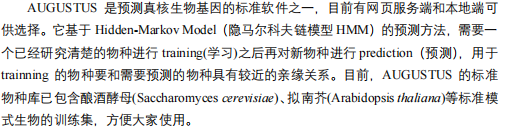 AUGUSTUS 是预测真核生物基因的标准软件之一，目前有网页服务端和本地端可
供选择。它基于 Hidden-Markov Model（隐马尔科夫链模型 HMM）的预测方法，需要一
个已经研究清楚的物种进行 training(学习)之后再对新物种进行 prediction（预测），用于
trainning 的物种要和需要预测的物种具有较近的亲缘关系。目前，AUGUSTUS 的标准
物种库已包含酿酒酵母(Saccharomyces cerevisiae)、拟南芥(Arabidopsis thaliana)等标准模
式生物的训练集，方便大家使用。